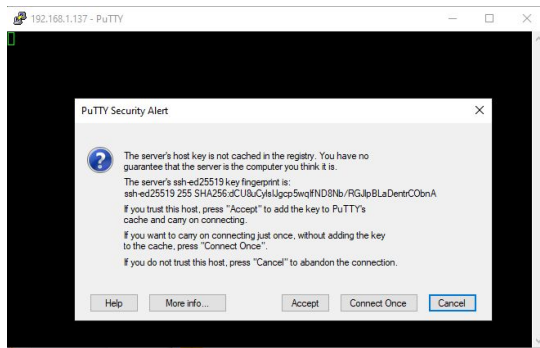 192.168.1.137 - PuTTY
PuTTY Security Alert
The server's host key is not cached in the registry. You have no
guarantee that the server is the computer you think it is.
The server's ssh-ed25519 key fingerprint is:
ssh-ed25519 255
If you trust this host, press "Accept" to add the key to PuTTY's
cache and carry on connecting.
If you want to carry on connecting just once, without adding the key
to the cache, press "Connect Once".
If you do not trust this host, press "Cancel" to abandon the connection.
Help More info... Accept Connect Once Cancel